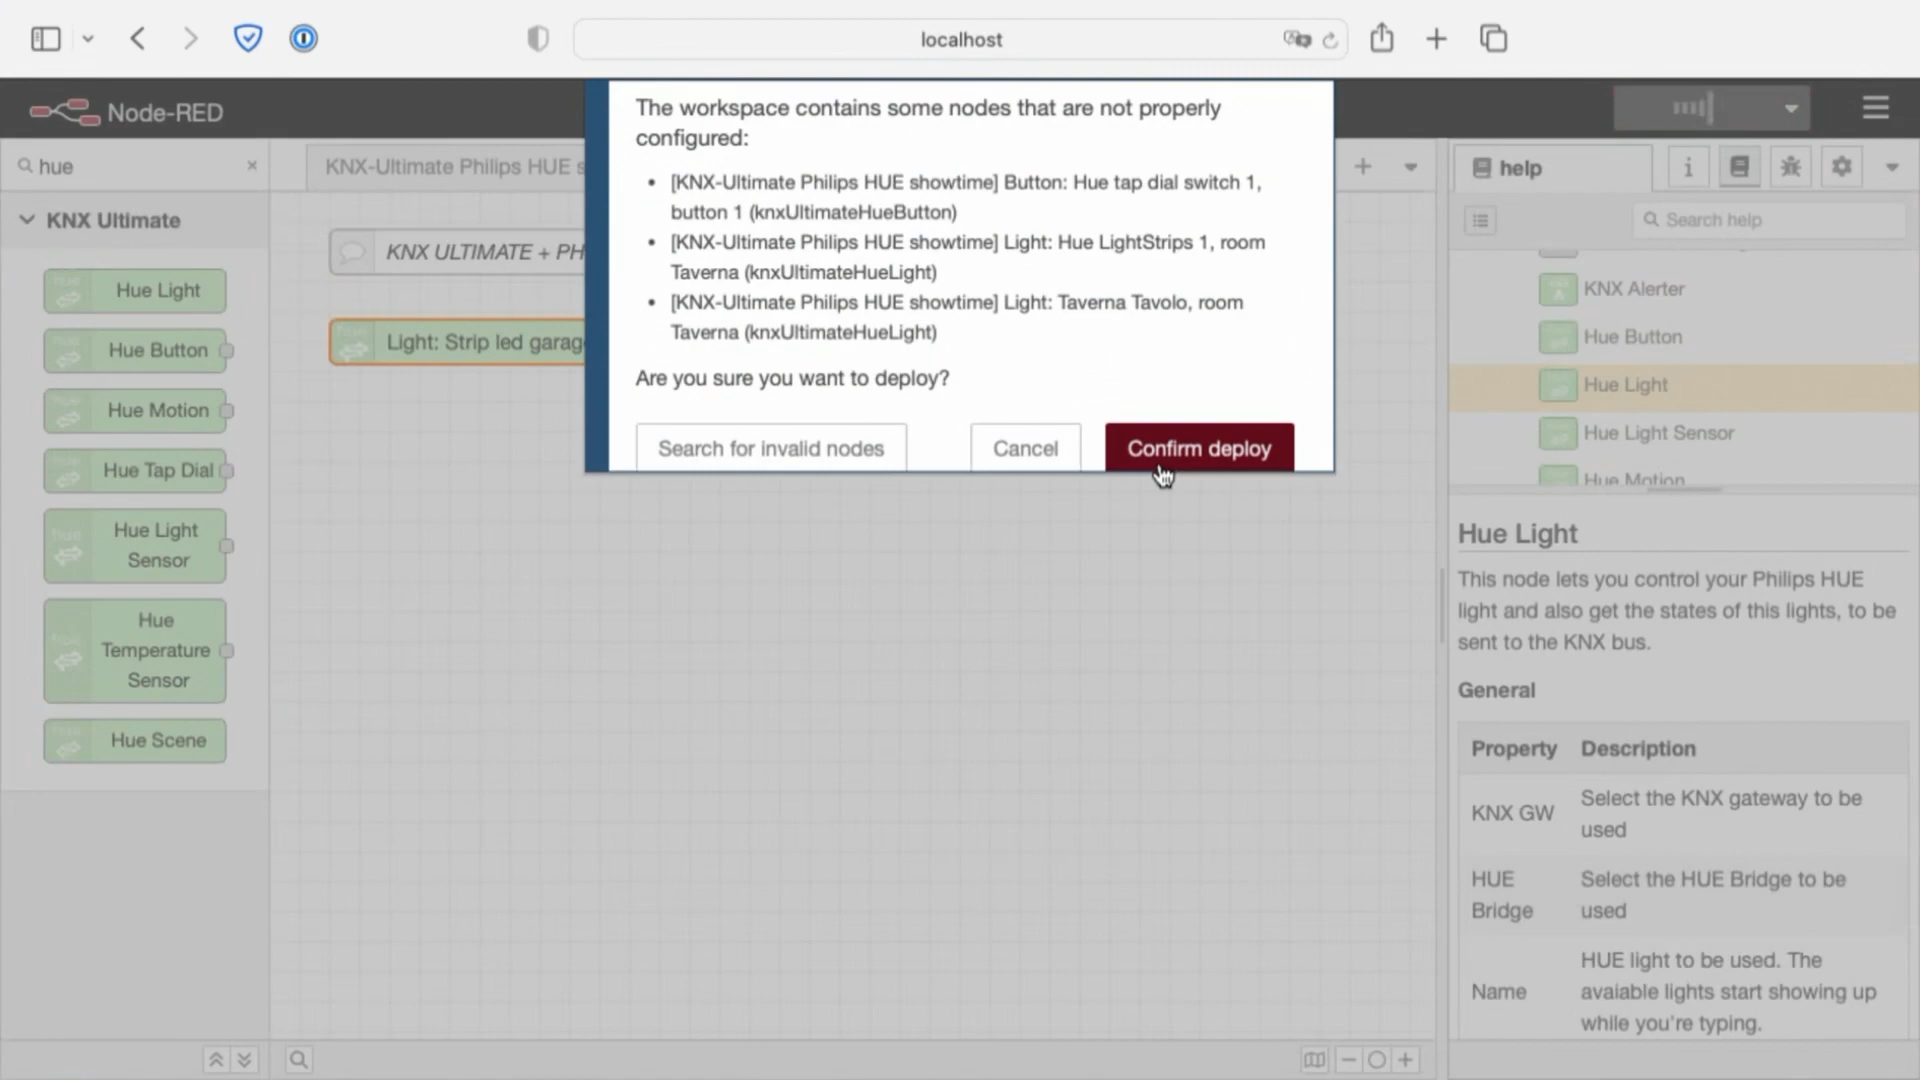 localhost
Node-RED
hue
KNX-Ultimate Philips HUE s
help
Search help
KNX Ultimate
Hue Light
Hue Button
Hue Motion
Hue Tap Dial
Hue Light
Sensor
Hue
Temperature
Sensor
Hue Scene
KNX ULTIMATE + PH
Light: Strip led garag
The workspace contains some nodes that are not properly
configured:
• [KNX-Ultimate Philips HUE showtime] Button: Hue tap dial switch 1,
button 1 (knxUltimateHueButton)
• [KNX-Ultimate Philips HUE showtime] Light: Hue LightStrips 1, room
Taverna (knxUltimateHueLight)
• [KNX-Ultimate Philips HUE showtime] Light: Taverna Tavolo, room
Taverna (knxUltimateHueLight)
Are you sure you want to deploy?
Search for invalid nodes
Cancel
Confirm deploy
KNX Alerter
Hue Button
Hue Light
Hue Light Sensor
Hue Motion
Hue Light
This node lets you control your Philips HUE
light and also get the states of this lights, to be
sent to the KNX bus.
General
Property Description
KNX GW Select the KNX gateway to be
used
HUE Select the HUE Bridge to be
Bridge used
HUE light to be used. The
Name avaiable lights start showing up
while you're typing.